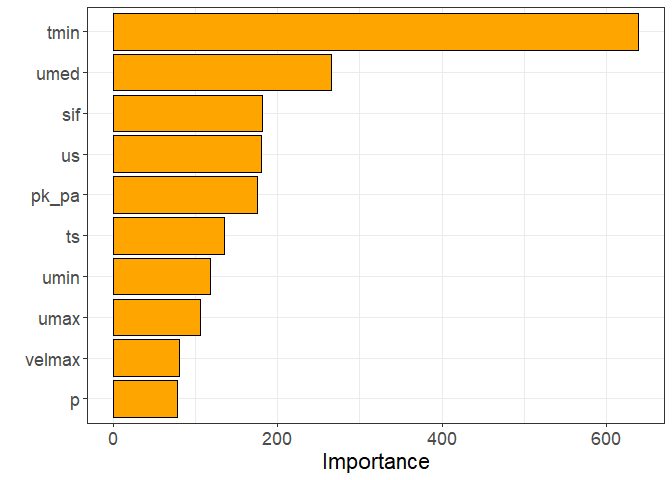 tmin
umed
sif
us
pk_pa
ts
umin
umax
velmax
p
0 200 400 600
Importance